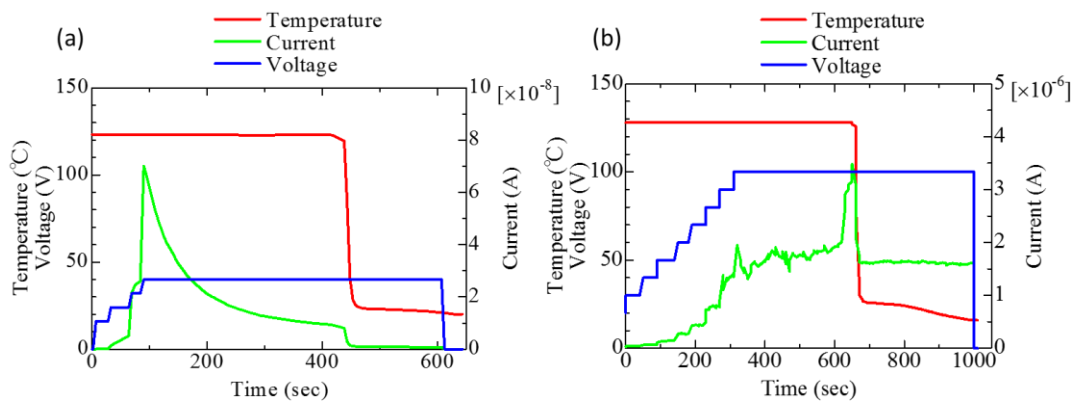 (a)
Temperature
Current
Voltage
[×10⁻⁸]
150
100
50
0
10
8
6
4
2
0
0
200
400
600
Temperature (℃)
Voltage (V)
Current (A)
Time (sec)
(b)
Temperature
Current
Voltage
[×10⁻⁶]
150
100
50
0
5
4
3
2
1
0
0
200
400
600
800
1000
Temperature (℃)
Voltage (V)
Current (A)
Time (sec)